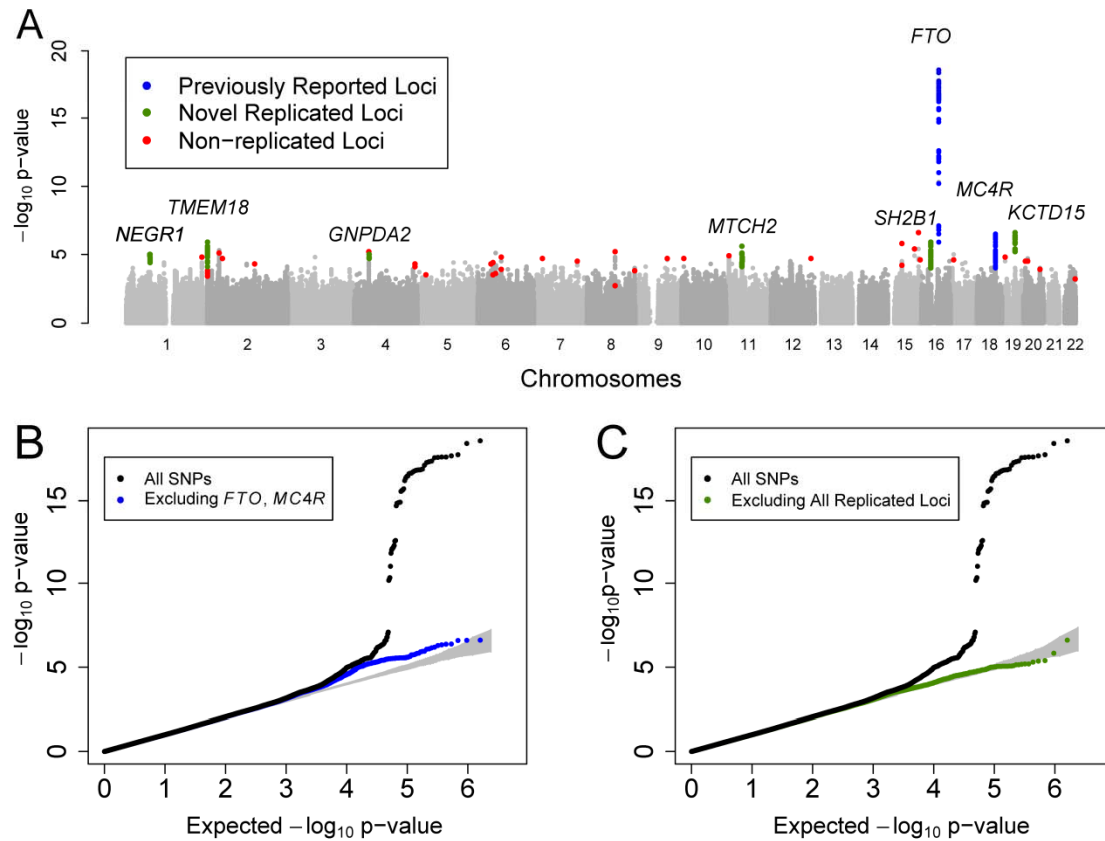 A
−log10 p−value
20
15
10
5
0
Previously Reported Loci
Novel Replicated Loci
Non−replicated Loci
FTO
NEGR1
TMEM18
GNPDA2
MTCH2
SH2B1
MC4R
KCTD15
1 2 3 4 5 6 7 8 9 10 11 12 13 14 15 16 17 18 19 20 21 22
Chromosomes
B
−log10 p−value
15
10
5
0
All SNPs
Excluding FTO, MC4R
0 1 2 3 4 5 6
Expected −log10 p−value
C
−log10p−value
15
10
5
0
All SNPs
Excluding All Replicated Loci
0 1 2 3 4 5 6
Expected −log10 p−value